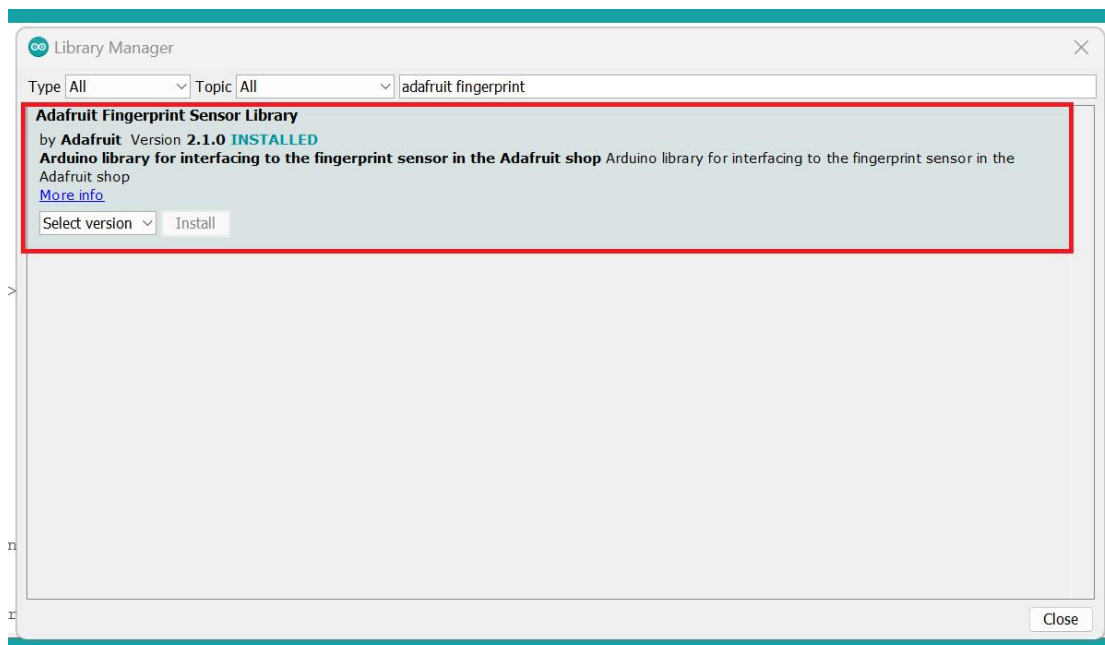 Library Manager
Type All Topic All adafruit fingerprint
Adafruit Fingerprint Sensor Library
by Adafruit Version 2.1.0 INSTALLED
Arduino library for interfacing to the fingerprint sensor in the Adafruit shop Arduino library for interfacing to the fingerprint sensor in the
Adafruit shop
More info
Select version Install
>
n
r
Close